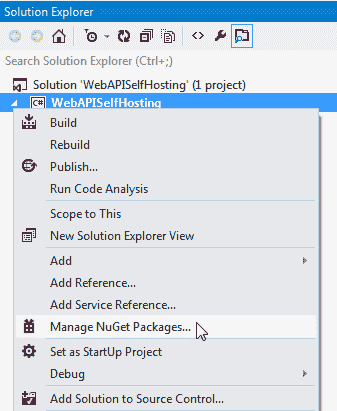 Solution Explorer
Search Solution Explorer (Ctrl+;)
Solution 'WebAPISelfHosting' (1 project)
C# WebAPISelfHosting
Build
Rebuild
Publish...
Run Code Analysis
Scope to This
New Solution Explorer View
Add
Add Reference...
Add Service Reference...
Manage NuGet Packages...
Set as StartUp Project
Debug
Add Solution to Source Control...